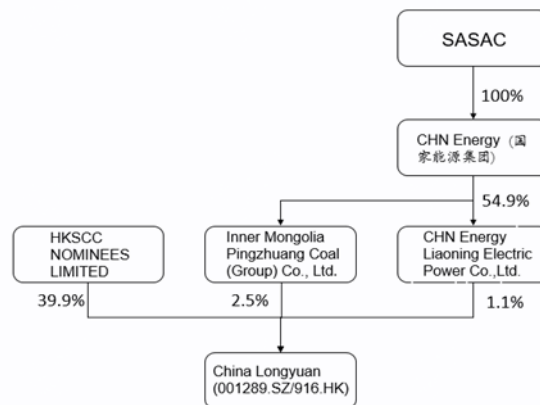 SASAC
100%
CHN Energy (国
家能源集团)
54.9%
HKSCC
NOMINEES
LIMITED
Inner Mongolia
Pingzhuang Coal
(Group) Co., Ltd.
CHN Energy
Liaoning Electric
Power Co.,Ltd.
39.9%
2.5%
1.1%
China Longyuan
(001289.SZ/916.HK)